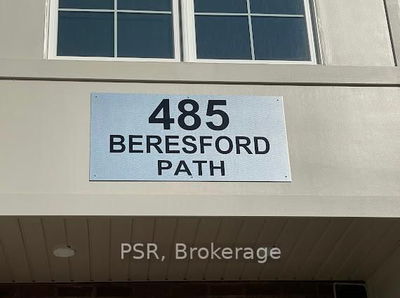 485
BERESFORD
PATH
PSR, Brokerage